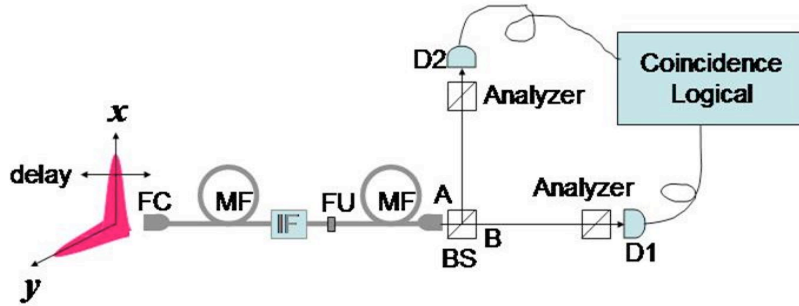 D2
Coincidence
Logical
Analyzer
x
delay
FC
MF
IF
FU
MF
A
Analyzer
B
BS
D1
y